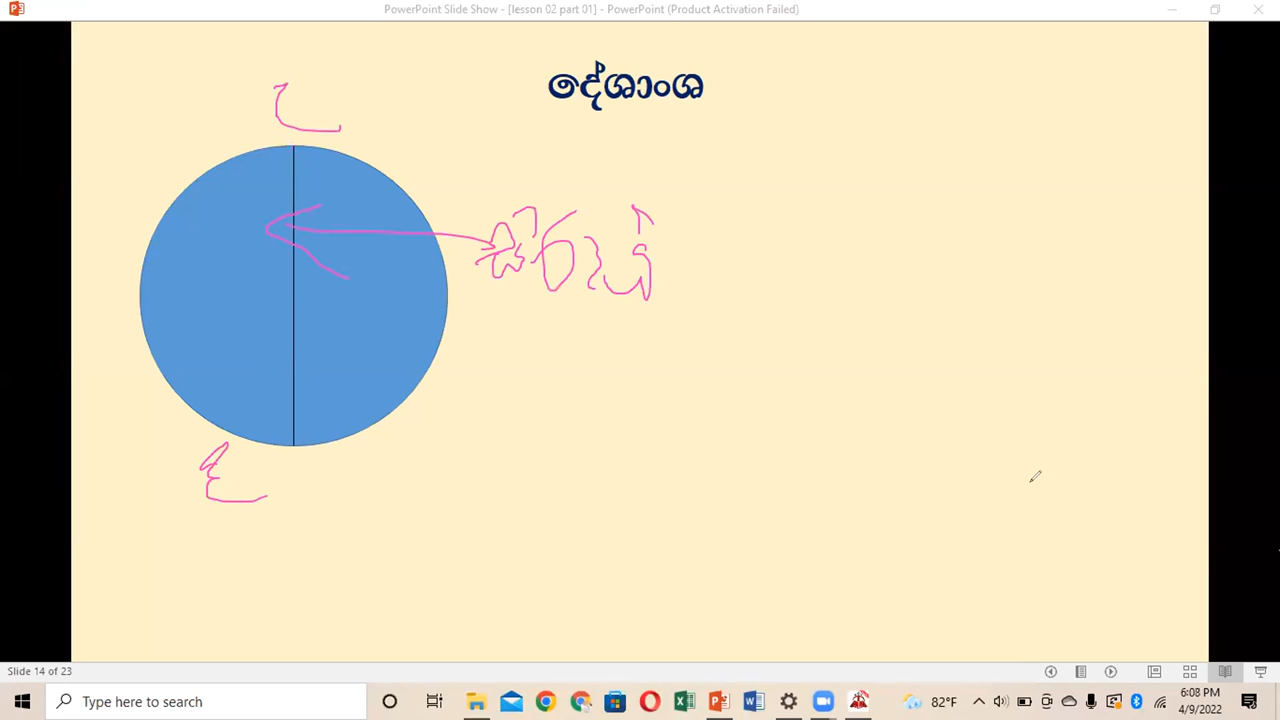 PowerPoint Slide Show - [lesson 02 part 01] - PowerPoint (Product Activation Failed)
දේශාංශ
උ
ද
Slide 14 of 23
Type here to search
82°F
6:08 PM
4/9/2022